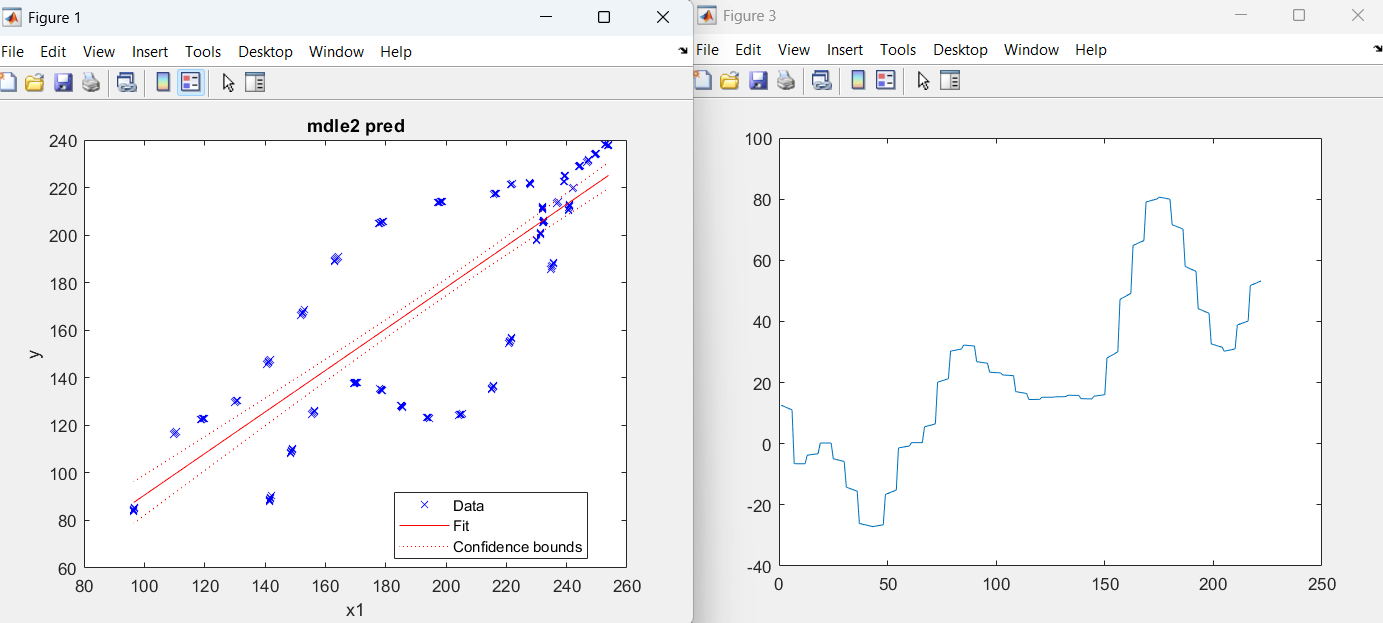 Figure 1
File Edit View Insert Tools Desktop Window Help
mdle2 pred
240
220
200
180
160
140
120
100
80
60
y
80 100 120 140 160 180 200 220 240 260
x1
Data
Fit
Confidence bounds
Figure 3
File Edit View Insert Tools Desktop Window Help
100
80
60
40
20
0
-20
-40
0 50 100 150 200 250